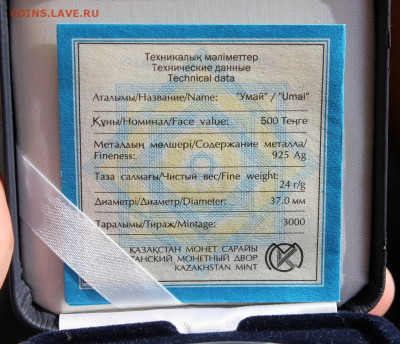 COINS.LAVE.RU
Техникалық мәліметтер
Технические данные
Technical data
Аталымы/Название/Name: "Умай" / "Umai"
Құны/Номинал/Face value: 500 Теңге
Металдың мөлшері/Содержание металла/
Fineness: 925 Ag
Таза салмағы/Чистый вес/Fine weight:
24 г/g
Диаметрі/Диаметр/Diameter: 37.0 мм
Таралымы/Тираж/Mintage: 3000
ҚАЗАҚСТАН МОНЕТ САРАЙЫ
ТАНСКИЙ МОНЕТНЫЙ ДВОР
KAZAKHSTAN MINT